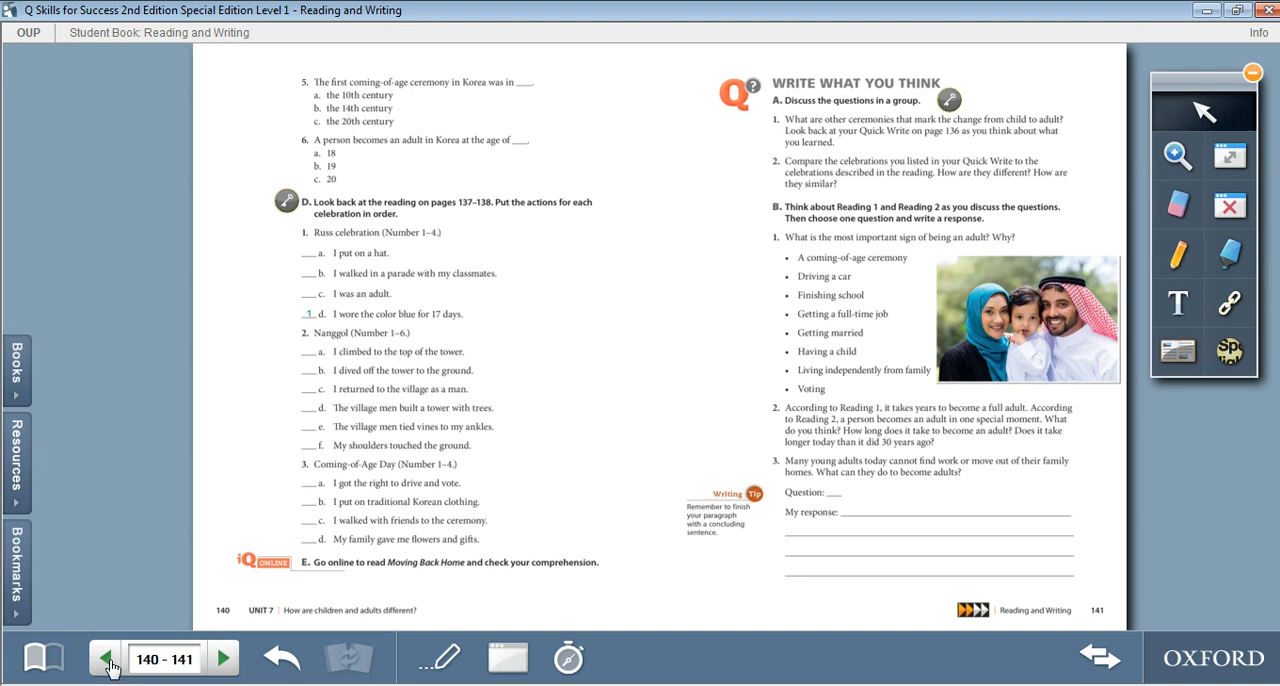 Q Skills for Success 2nd Edition Special Edition Level 1 - Reading and Writing
OUP
Student Book: Reading and Writing
Info
5. The first coming-of-age ceremony in Korea was in ___.
a. the 10th century
b. the 14th century
c. the 20th century
6. A person becomes an adult in Korea at the age of ___.
a. 18
b. 19
c. 20
D. Look back at the reading on pages 137–138. Put the actions for each
celebration in order.
1. Russ celebration (Number 1–4.)
___ a. I put on a hat.
___ b. I walked in a parade with my classmates.
___ c. I was an adult.
_1_ d. I wore the color blue for 17 days.
2. Nanggol (Number 1–6.)
___ a. I climbed to the top of the tower.
___ b. I dived off the tower to the ground.
___ c. I returned to the village as a man.
___ d. The village men built a tower with trees.
___ e. The village men tied vines to my ankles.
___ f. My shoulders touched the ground.
3. Coming-of-Age Day (Number 1–4.)
___ a. I got the right to drive and vote.
___ b. I put on traditional Korean clothing.
___ c. I walked with friends to the ceremony.
___ d. My family gave me flowers and gifts.
iQ ONLINE
E. Go online to read Moving Back Home and check your comprehension.
140 UNIT 7 | How are children and adults different?
Q?
WRITE WHAT YOU THINK
A. Discuss the questions in a group.
1. What are other ceremonies that mark the change from child to adult?
Look back at your Quick Write on page 136 as you think about what
you learned.
2. Compare the celebrations you listed in your Quick Write to the
celebrations described in the reading. How are they different? How are
they similar?
B. Think about Reading 1 and Reading 2 as you discuss the questions.
Then choose one question and write a response.
1. What is the most important sign of being an adult? Why?
• A coming-of-age ceremony
• Driving a car
• Finishing school
• Getting a full-time job
• Getting married
• Having a child
• Living independently from family
• Voting
2. According to Reading 1, it takes years to become a full adult. According
to Reading 2, a person becomes an adult in one special moment. What
do you think? How long does it take to become an adult? Does it take
longer today than it did 30 years ago?
3. Many young adults today cannot find work or move out of their family
homes. What can they do to become adults?
Writing Tip
Remember to finish
your paragraph
with a concluding
sentence.
Question: ___
My response: ___
| Reading and Writing 141
Books
Resources
Bookmarks
T
140 - 141
OXFORD